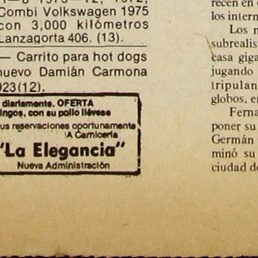 Combi Volkswagen 1975
con 3,000 kilómetros
Lanzagorta 406. (13).
— Carrito para hot dogs
nuevo Damián Carmona
923(12).
diariamente. OFERTA
con su pollo llévese
reservaciones oportunamente
A Carnicería
"La Elegancia"
Nueva Administración
recen en
los intern
Los
subrealis
casa giga
jugando
tripulan
globos, en
Ferna
poner su
Germán
minó su
ciudad de